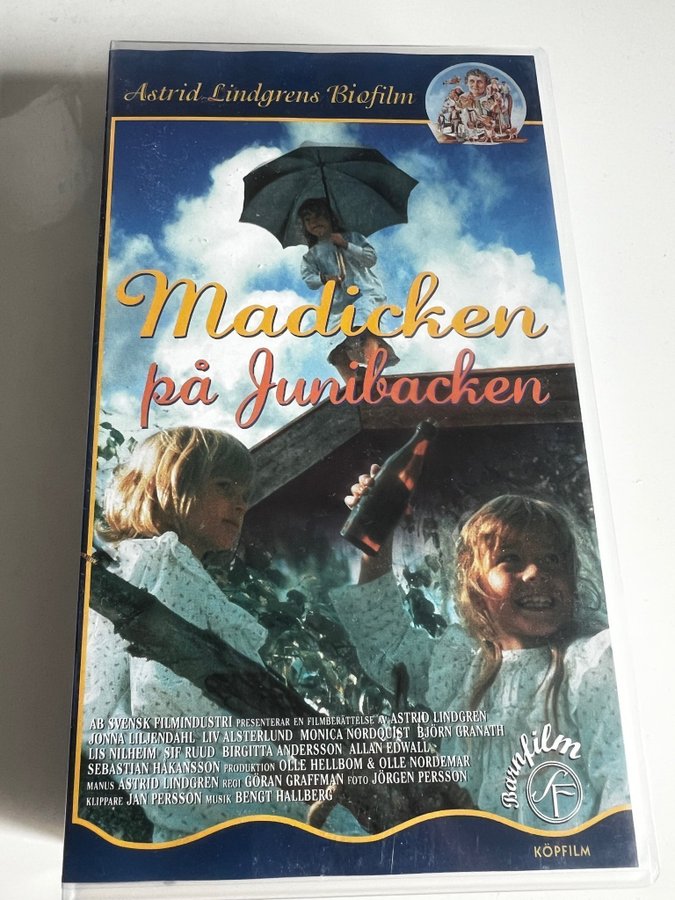 Astrid Lindgrens Biofilm
Madicken
på Junibacken
AB SVENSK FILMINDUSTRI PRESENTERAR EN FILMBERÄTTELSE AV ASTRID LINDGREN
JONNA LILJENDAHL LIV ALSTERLUND MONICA NORDQUIST BJÖRN GRANATH
LIS NILHEIM SIF RUUD BIRGITTA ANDERSSON ALLAN EDWALL
SEBASTIAN HÅKANSSON PRODUKTION OLLE HELLBOM & OLLE NORDEMAR
MANUS ASTRID LINDGREN REGI GÖRAN GRAFFMAN FOTO JÖRGEN PERSSON
KLIPPARE JAN PERSSON MUSIK BENGT HALLBERG
Barnfilm
SF
KÖPFILM